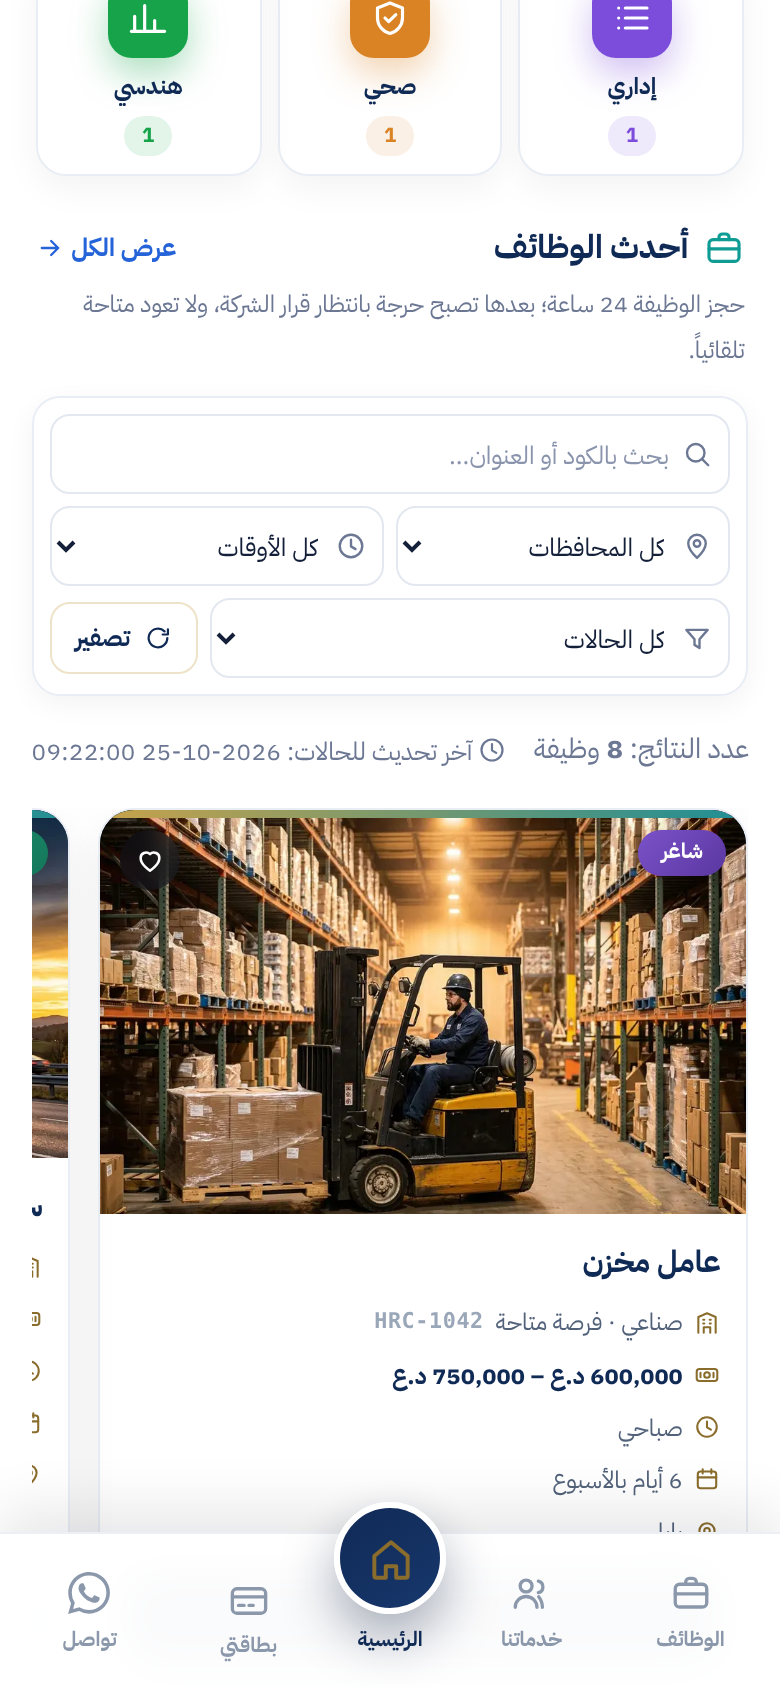 إداري
صحي
هندسي
1
1
1
أحدث الوظائف
عرض الكل →
حجز الوظيفة 24 ساعة؛ بعدها تصبح حرجة بانتظار قرار الشركة، ولا تعود متاحة
تلقائياً.
بحث بالكود أو العنوان...
كل المحافظات
كل الأوقات
كل الحالات
تصفير
عدد النتائج: 8 وظيفة
آخر تحديث للحالات: 2026-10-25 09:22:00
شاغر
عامل مخزن
صناعي · فرصة متاحة HRC-1042
600,000 د.ع – 750,000 د.ع
صباحي
6 أيام بالأسبوع
الوظائف
خدماتنا
الرئيسية
بطاقتي
تواصل